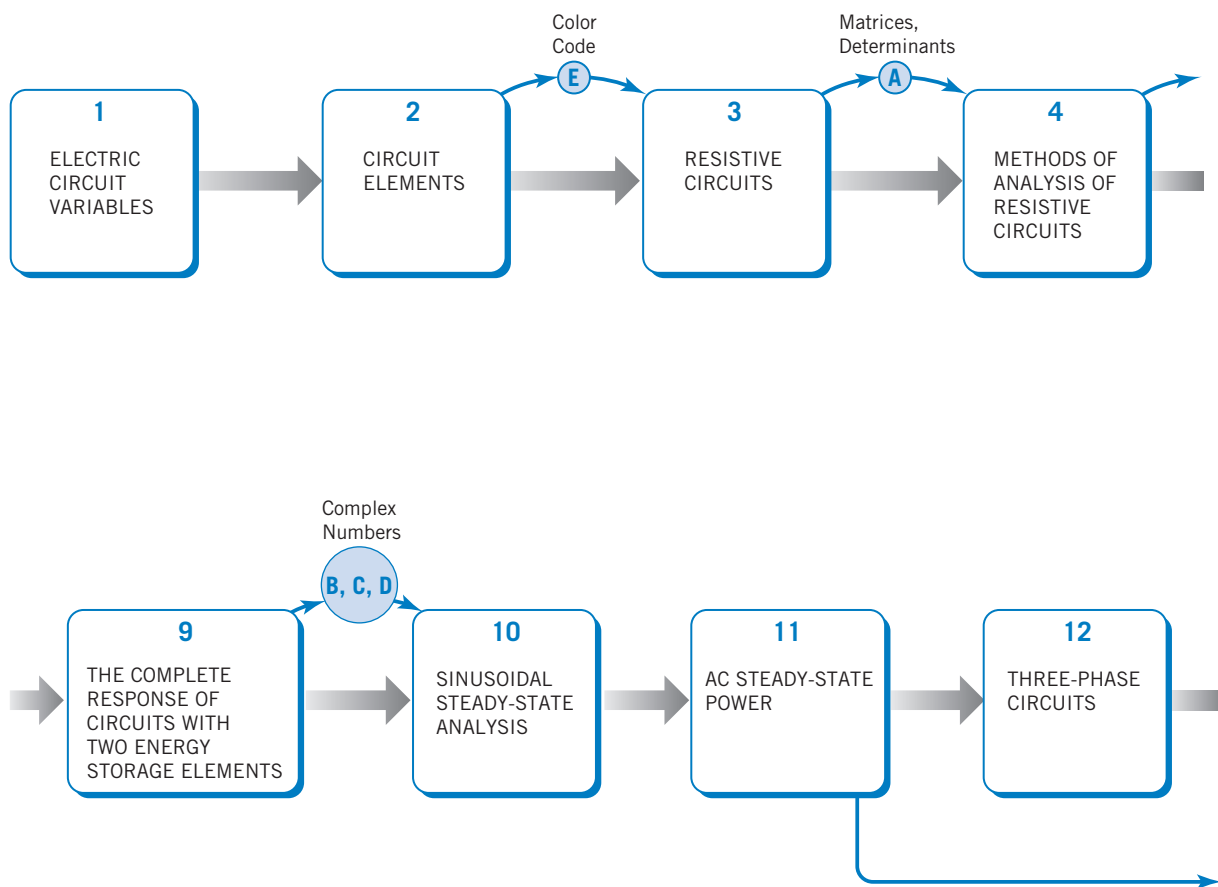 Color
Code
E
Matrices,
Determinants
A
1
ELECTRIC
CIRCUIT
VARIABLES
2
CIRCUIT
ELEMENTS
3
RESISTIVE
CIRCUITS
4
METHODS OF
ANALYSIS OF
RESISTIVE
CIRCUITS
Complex
Numbers
B, C, D
9
THE COMPLETE
RESPONSE OF
CIRCUITS WITH
TWO ENERGY
STORAGE ELEMENTS
10
SINUSOIDAL
STEADY-STATE
ANALYSIS
11
AC STEADY-STATE
POWER
12
THREE-PHASE
CIRCUITS